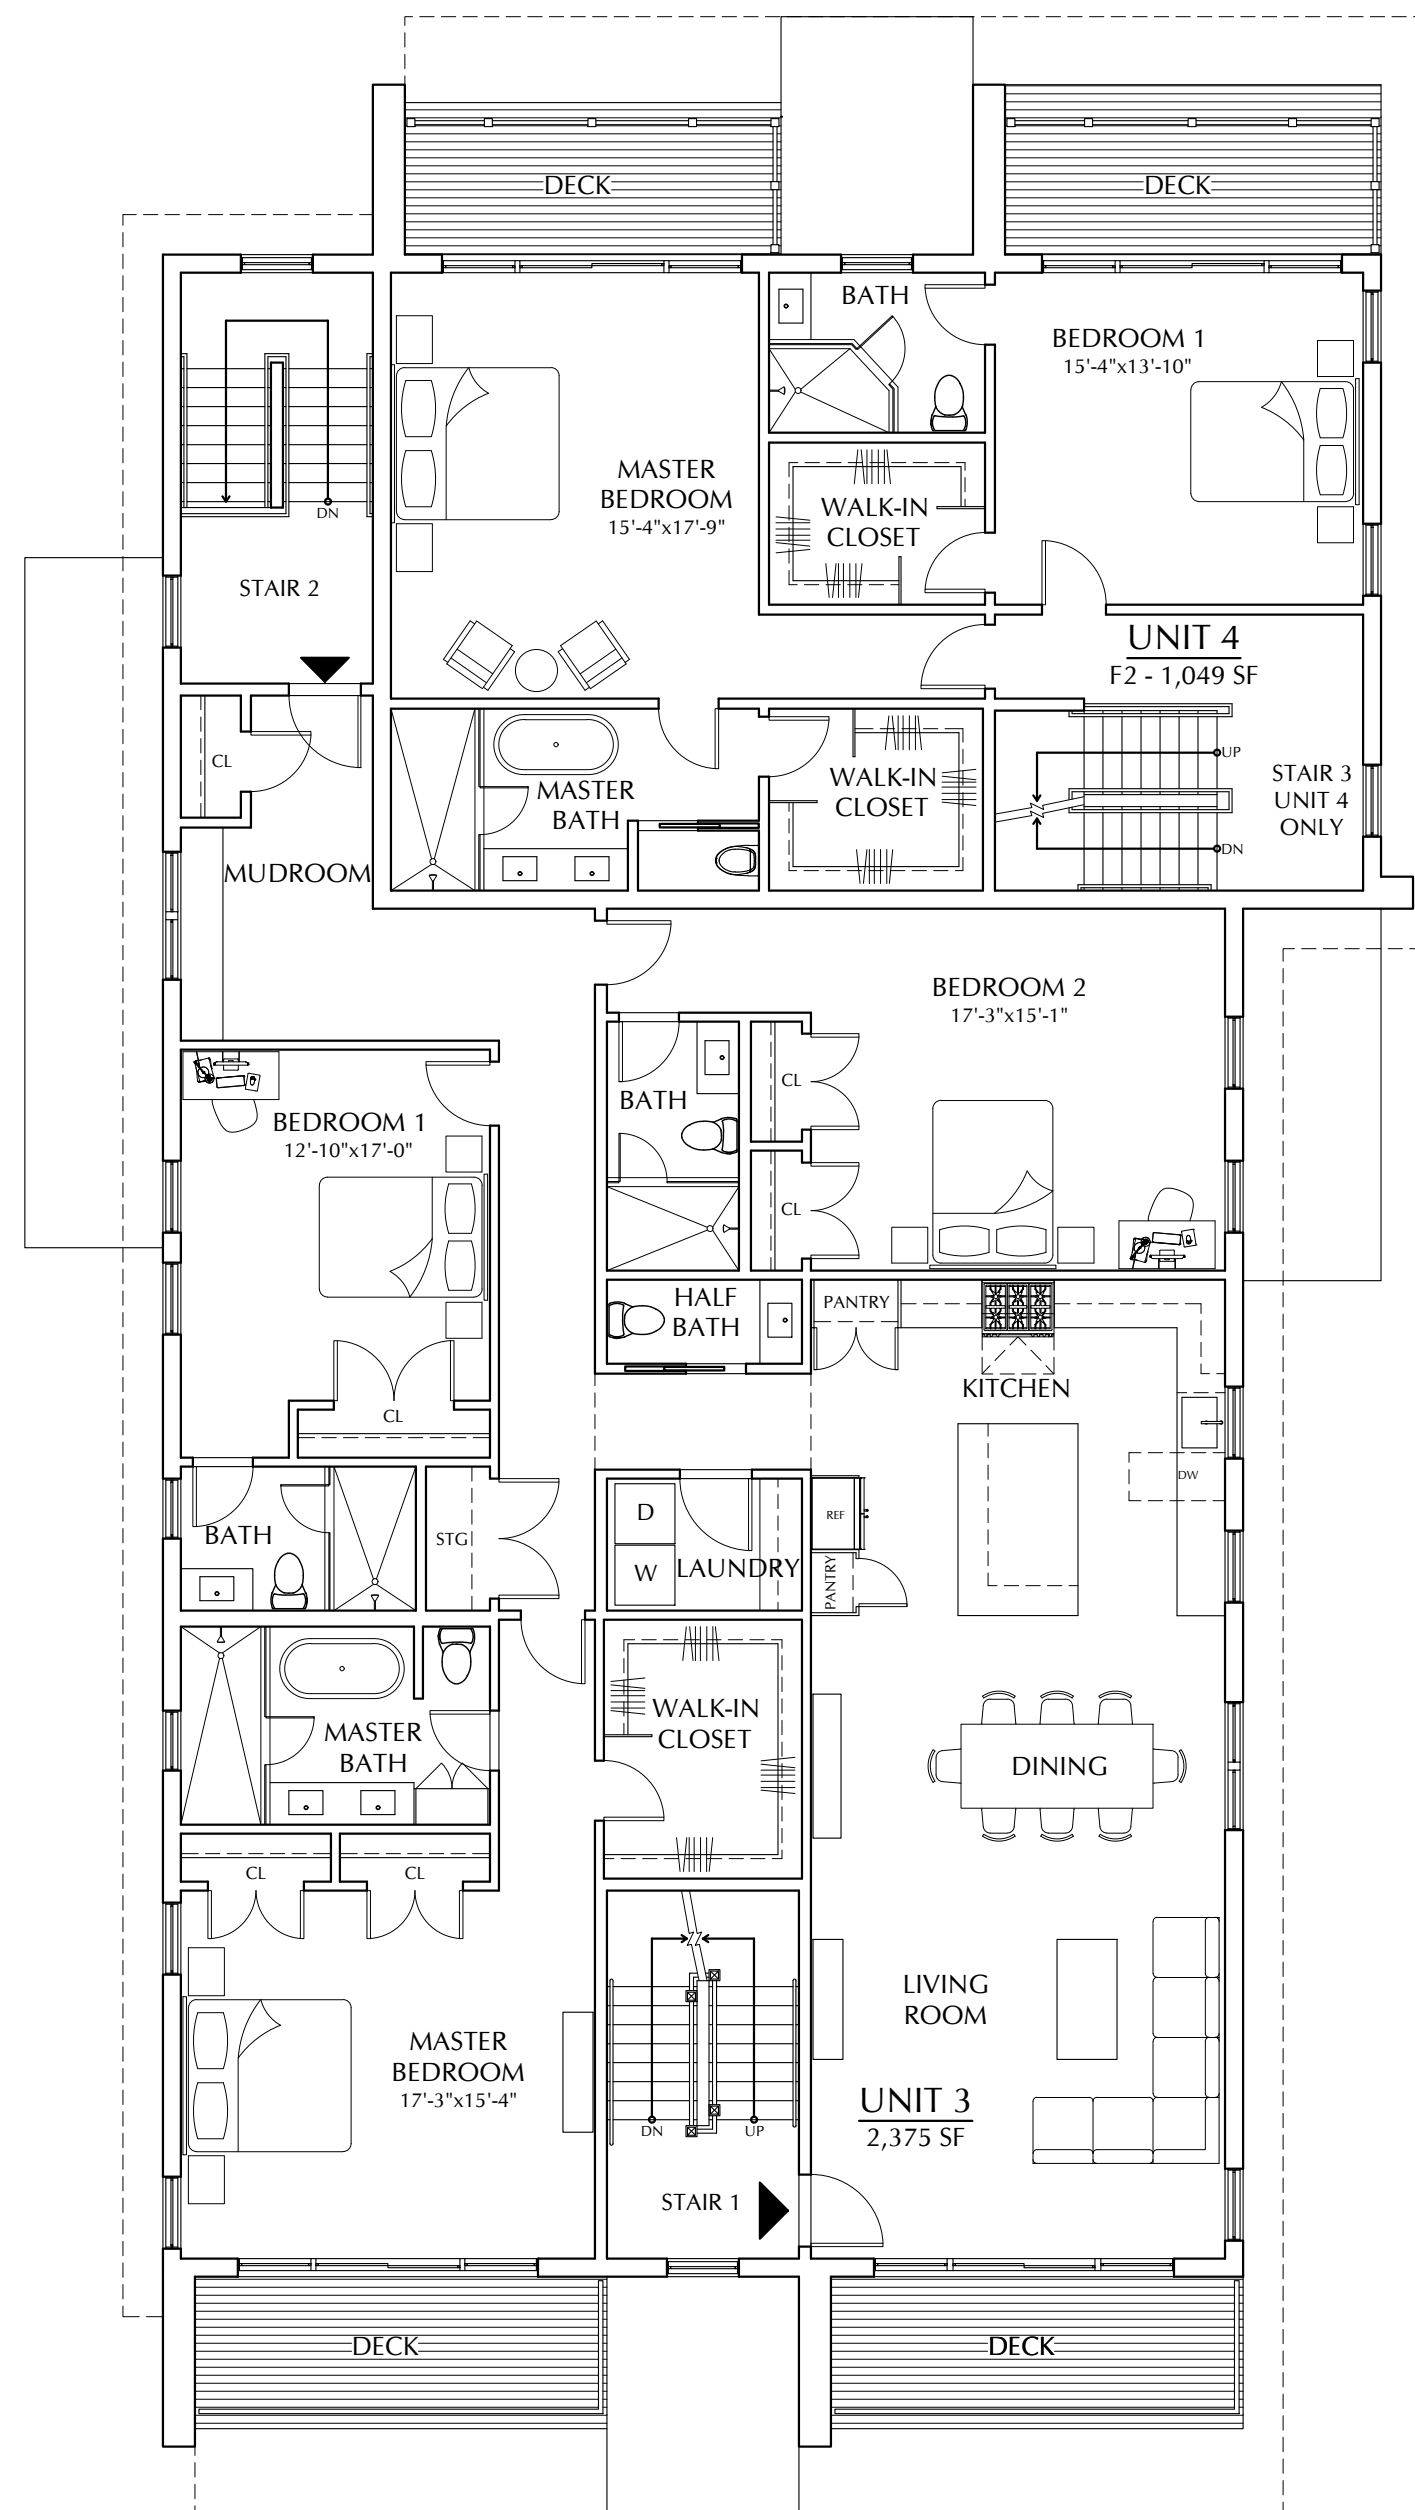 DECK
DECK
BATH
BEDROOM 1
15'-4"x13'-10"
MASTER
BEDROOM
15'-4"x17'-9"
WALK-IN
CLOSET
DN
STAIR 2
UNIT 4
F2 - 1,049 SF
CL
MASTER
BATH
WALK-IN
CLOSET
UP
STAIR 3
UNIT 4
ONLY
DN
MUDROOM
BEDROOM 2
17'-3"x15'-1"
BATH
CL
BEDROOM 1
12'-10"x17'-0"
CL
HALF
BATH
PANTRY
KITCHEN
CL
DW
BATH
STG
D
W
LAUNDRY
REF
PANTRY
MASTER
BATH
WALK-IN
CLOSET
DINING
CL
CL
LIVING
ROOM
MASTER
BEDROOM
17'-3"x15'-4"
DN
UP
UNIT 3
2,375 SF
STAIR 1
DECK
DECK